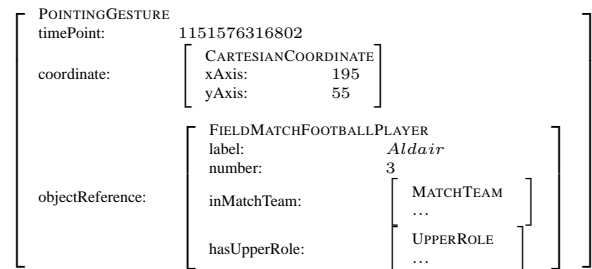 POINTINGGESTURE
timePoint: 1151576316802
CARTESIANCOORDINATE
coordinate: xAxis: 195
yAxis: 55
FIELDMATCHFOOTBALLPLAYER
label: Aldair
number: 3
objectReference: inMatchTeam: MATCHTEAM
...
hasUpperRole: UPPERROLE
...